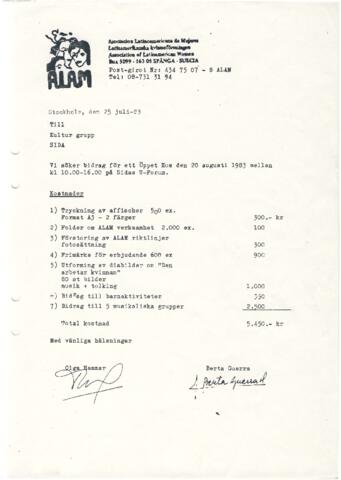 ALAM
Asociación Latinoamericana de Mujeres
Latinamerikanska kvinnoföreningen
Association of Latinamerican Women
Box 5099 - 163 05 SPÅNGA - SUECIA
Post-giroi Nr: 434 75 07 - 8 ALAM
Tel: 08-731 31 94
Stockholm, den 25 juli-83
Till
Kultur grupp
SIDA
Vi söker bidrag för ett Öppet Hus den 20 augusti 1983 mellan
kl 10.00-16.00 på Sidas U-Forum.
Kostnader
1) Tryckning av affischer 500 ex.
Format A3 - 2 färger 300.- kr
2) Folder om ALAM verksamhet 2.000 ex. 100
3) Förstoring av ALAM riktlinjer
fotosättning 300
4) Frimärks för erbjudande 600 ex 900
5) Utformning av diabilder om "Den
arbetar kvinnan"
80 st bilder
musik + tolking 1.000
Bidrag till barnaktiviteter 350
7) Bidrag till 5 musikaliska grupper 2.500
Total kostnad 5.450.- kr
Med vänliga hälsningar
Olga Hammar Berta Guerra
Berta Guerra